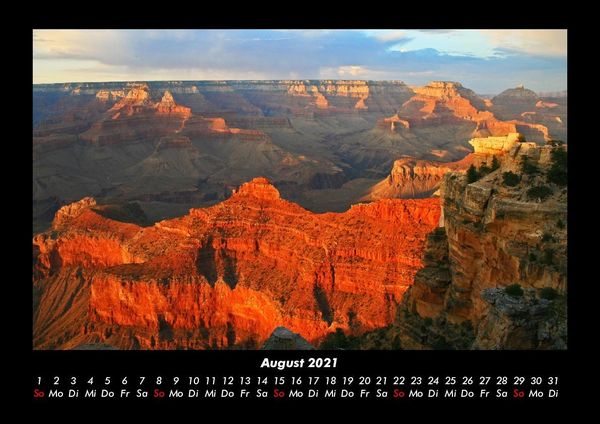 August 2021
1 2 3 4 5 6 7 8 9 10 11 12 13 14 15 16 17 18 19 20 21 22 23 24 25 26 27 28 29 30 31
So Mo Di Mi Do Fr Sa So Mo Di Mi Do Fr Sa So Mo Di Mi Do Fr Sa So Mo Di Mi Do Fr Sa So Mo Di